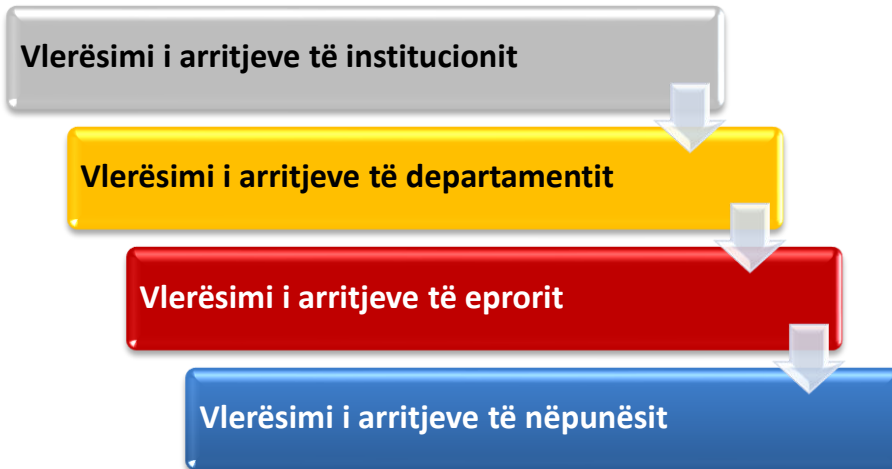 Vlerësimi i arritjeve të institucionit
Vlerësimi i arritjeve të departamentit
Vlerësimi i arritjeve të eprorit
Vlerësimi i arritjeve të nëpunësit